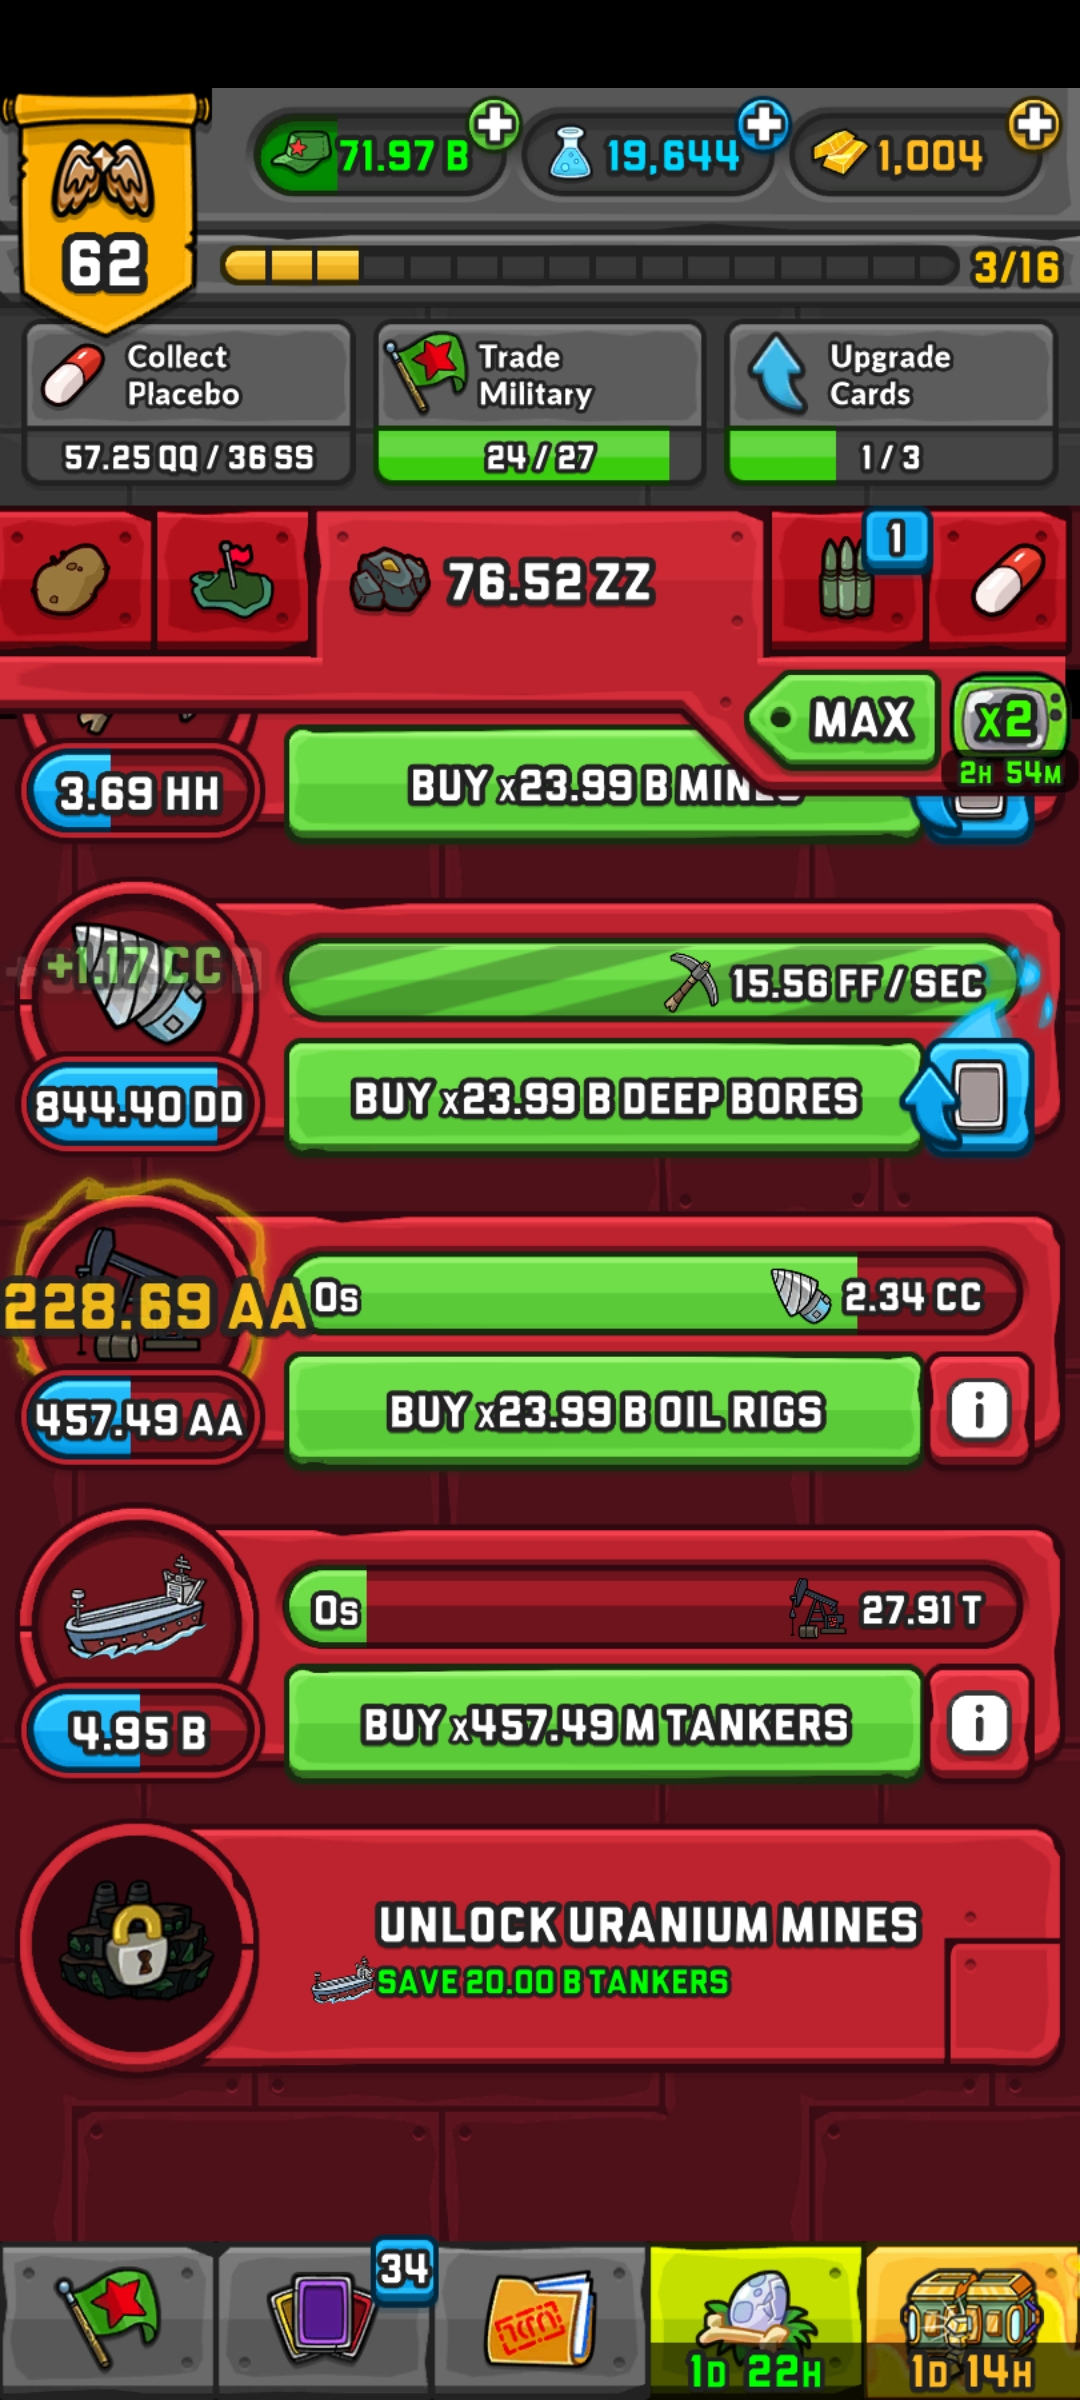 71.97 B
19,644
1,004
62
3/16
Collect
Placebo
57.25 QQ / 36 SS
Trade
Military
24 / 27
Upgrade
Cards
1 / 3
76.52 ZZ
1
MAX
x2
2H 54M
3.69 HH
BUY x23.99 B MINES
+1.17 CC
15.56 FF / SEC
844.40 DD
BUY x23.99 B DEEP BORES
228.69 AA
0s
2.34 CC
457.49 AA
BUY x23.99 B OIL RIGS
i
0s
27.91 T
4.95 B
BUY x457.49 M TANKERS
i
UNLOCK URANIUM MINES
SAVE 20.00 B TANKERS
34
1D 22H
1D 14H